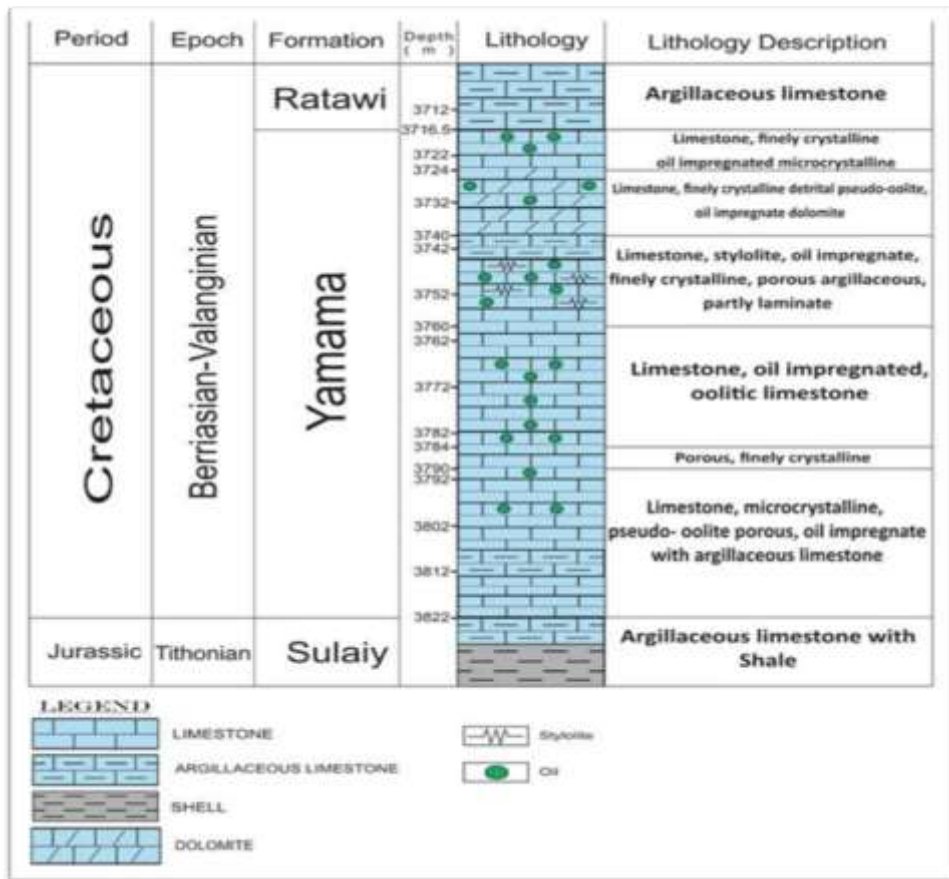 Period Epoch Formation Depth Lithology Lithology Description
( m )
Ratawi
Argillaceous limestone
3712
3716.5
Limestone, finely crystalline
oil impregnated microcrystalline
3722
3724
Limestone, finely crystalline detrital pseudo-oolite,
oil impregnate dolomite
3732
3740
3742
Limestone, stylolite, oil impregnate,
finely crystalline, porous argillaceous,
partly laminate
3752
3760
3762
Cretaceous
Berriasian-Valanginian
Yamama
Limestone, oil impregnated,
oolitic limestone
3772
3782
3784
Porous, finely crystalline
3790
3792
Limestone, microcrystalline,
pseudo- oolite porous, oil impregnate
with argillaceous limestone
3802
3812
3822
Jurassic Tithonian Sulaiy
Argillaceous limestone with
Shale
LEGEND
LIMESTONE
Stylolite
ARGILLACEOUS LIMESTONE
Oil
SHELL
DOLOMITE